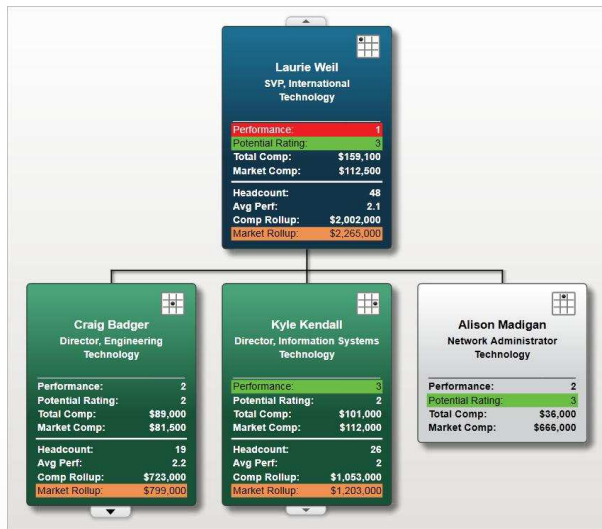 Laurie Weil
SVP, International
Technology
Performance: 1
Potential Rating: 3
Total Comp: $159,100
Market Comp: $112,500
Headcount: 48
Avg Perf: 2.1
Comp Rollup: $2,002,000
Market Rollup: $2,265,000
Craig Badger
Director, Engineering
Technology
Performance: 2
Potential Rating: 2
Total Comp: $89,000
Market Comp: $81,500
Headcount: 19
Avg Perf: 2.2
Comp Rollup: $723,000
Market Rollup: $799,000
Kyle Kendall
Director, Information Systems
Technology
Performance: 3
Potential Rating: 2
Total Comp: $101,000
Market Comp: $112,000
Headcount: 26
Avg Perf: 2
Comp Rollup: $1,053,000
Market Rollup: $1,203,000
Alison Madigan
Network Administrator
Technology
Performance: 2
Potential Rating: 3
Total Comp: $36,000
Market Comp: $666,000